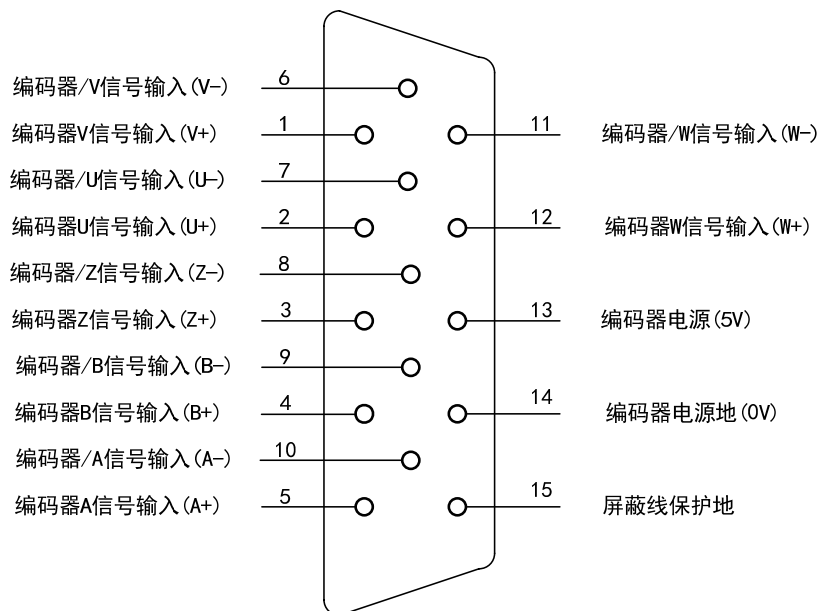 编码器/V信号输入(V-) 6
编码器V信号输入(V+) 1
11 编码器/W信号输入(W-)
编码器/U信号输入(U-) 7
编码器U信号输入(U+) 2
12 编码器W信号输入(W+)
编码器/Z信号输入(Z-) 8
编码器Z信号输入(Z+) 3
13 编码器电源(5V)
编码器/B信号输入(B-) 9
编码器B信号输入(B+) 4
14 编码器电源地(0V)
编码器/A信号输入(A-) 10
编码器A信号输入(A+) 5
15 屏蔽线保护地